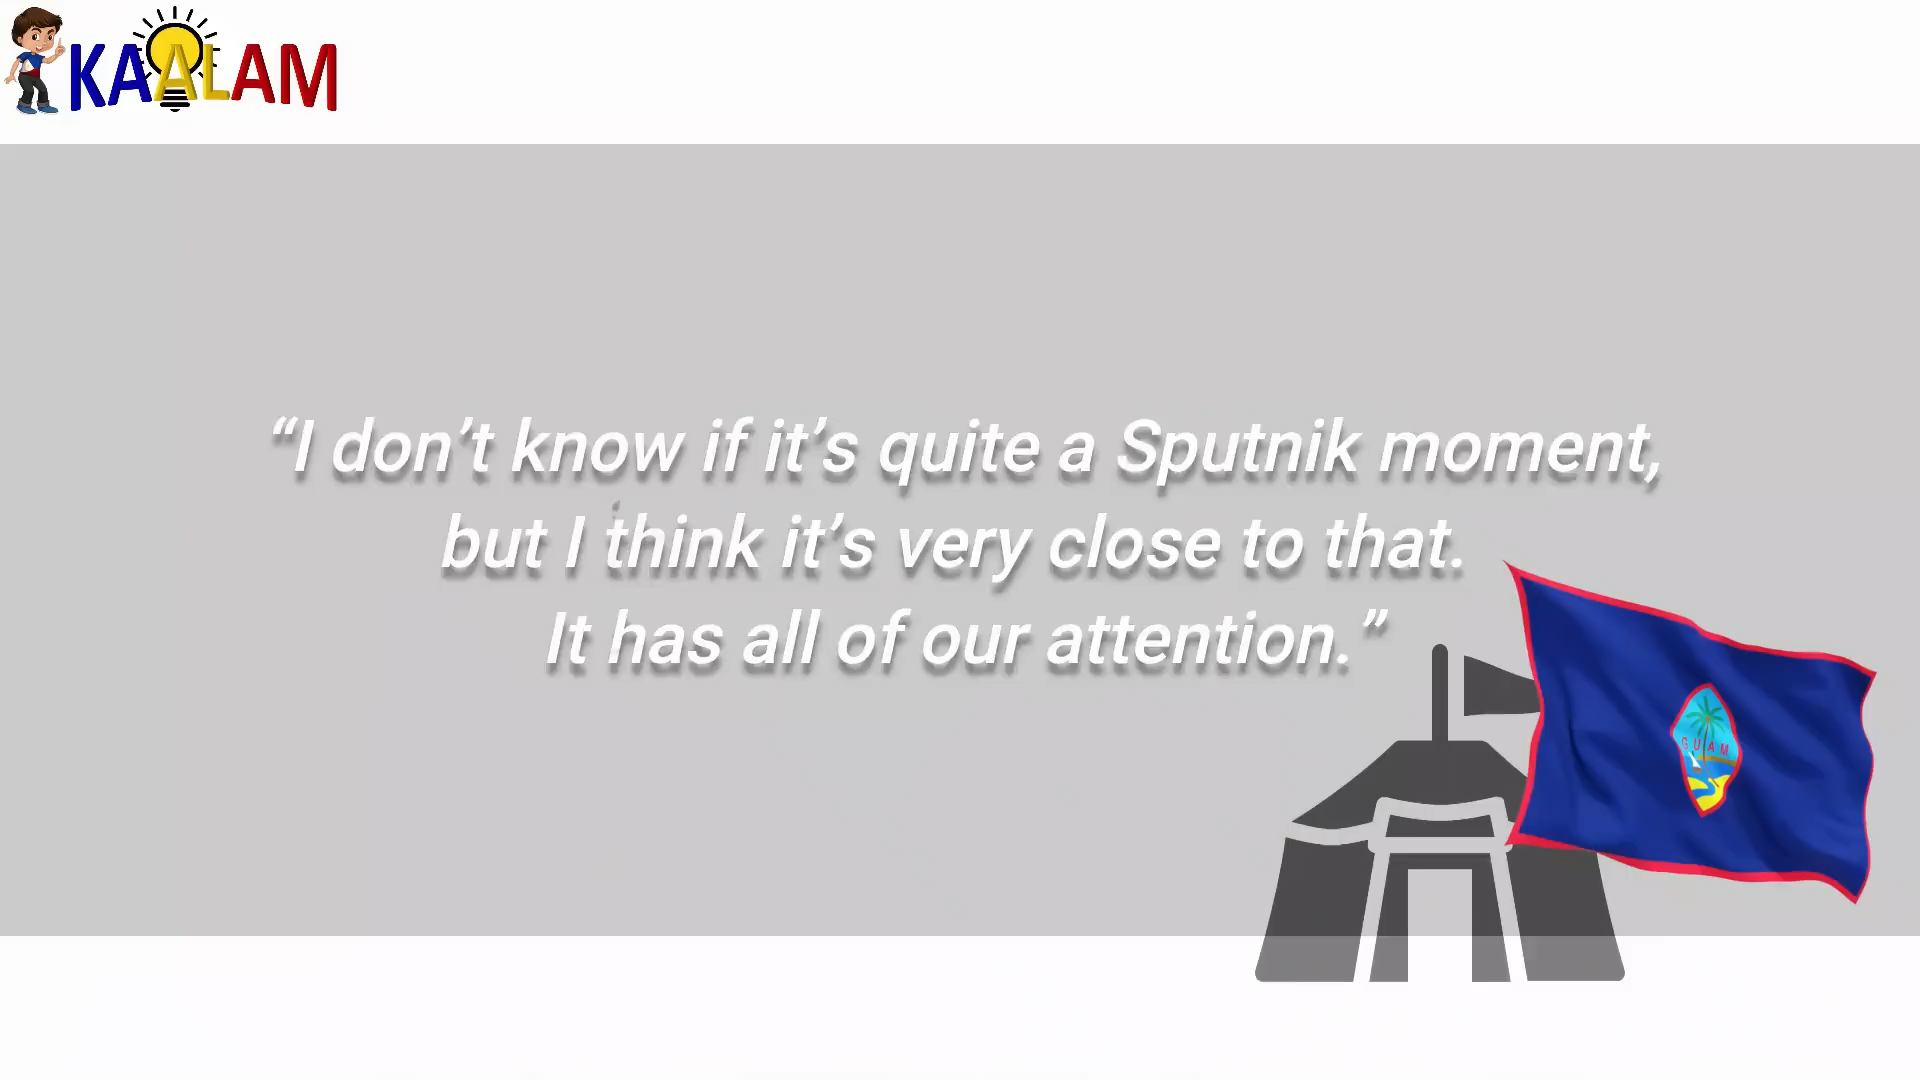 KAALAM
“I don’t know if it’s quite a Sputnik moment,
but I think it’s very close to that.
It has all of our attention.”
GUAM